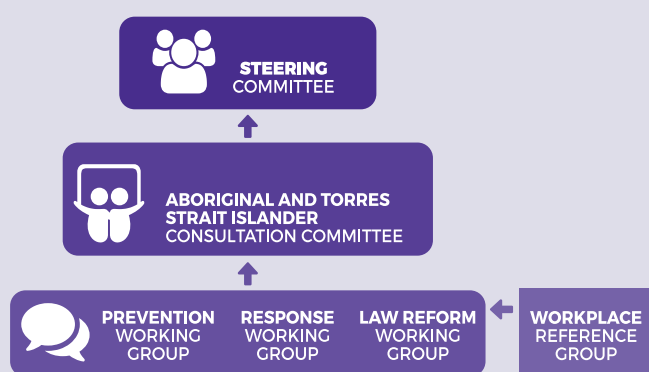 STEERING
COMMITTEE
ABORIGINAL AND TORRES
STRAIT ISLANDER
CONSULTATION COMMITTEE
PREVENTION
WORKING
GROUP
RESPONSE
WORKING
GROUP
LAW REFORM
WORKING
GROUP
WORKPLACE
REFERENCE
GROUP